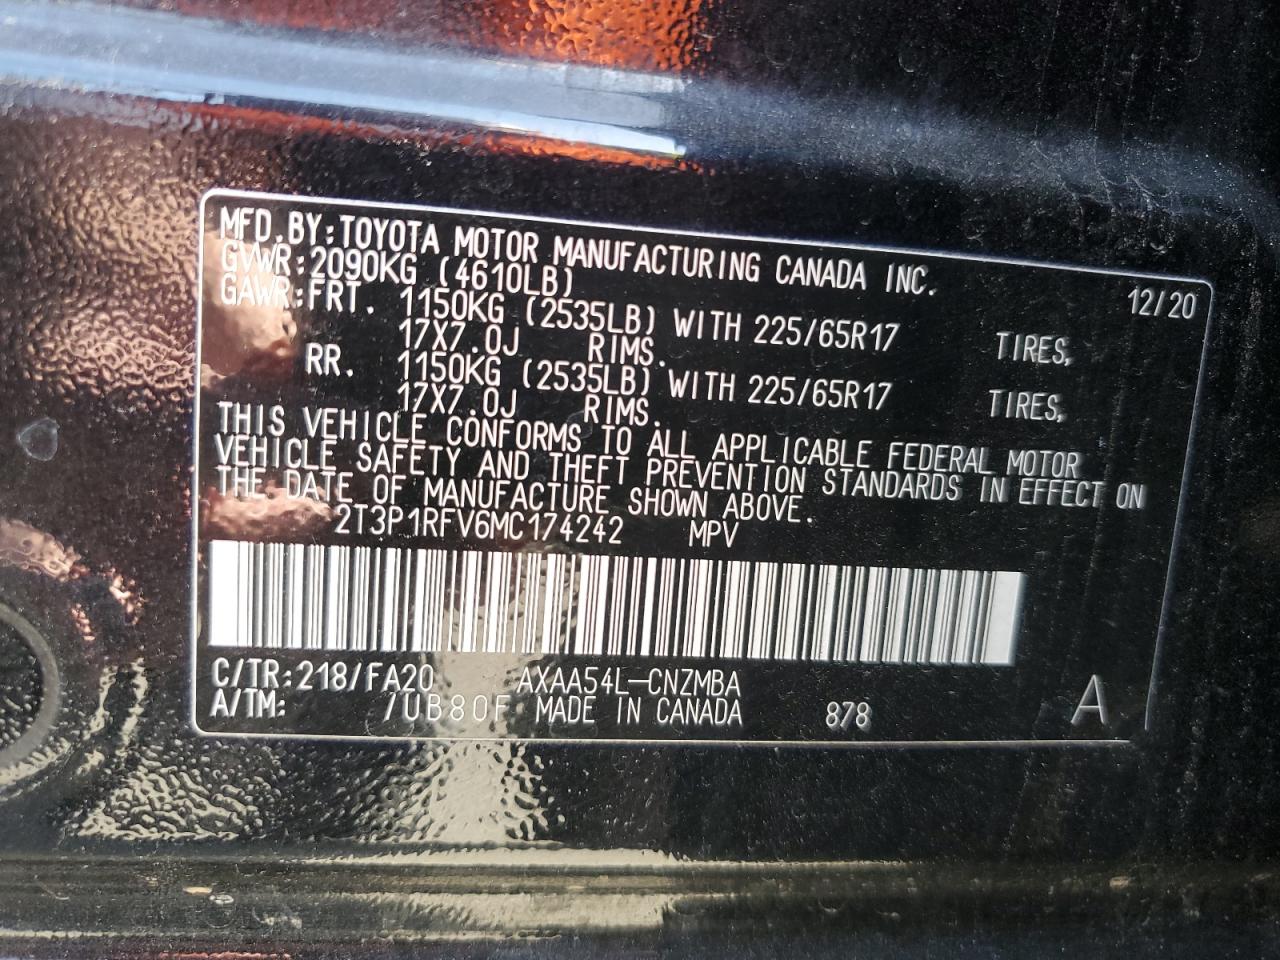 MFD.BY:TOYOTA MOTOR MANUFACTURING CANADA INC.
GVWR:2090KG (4610LB) 12/20
GAWR:FRT. 1150KG (2535LB) WITH 225/65R17 TIRES,
17X7.0J RIMS.
RR. 1150KG (2535LB) WITH 225/65R17 TIRES,
17X7.0J RIMS.
THIS VEHICLE CONFORMS TO ALL APPLICABLE FEDERAL MOTOR
VEHICLE SAFETY AND THEFT PREVENTION STANDARDS IN EFFECT ON
THE DATE OF MANUFACTURE SHOWN ABOVE.
2T3P1RFV6MC174242 MPV
C/TR:218/FA20 AXAA54L-CNZMBA
A/TM: /UB80F MADE IN CANADA 878 A